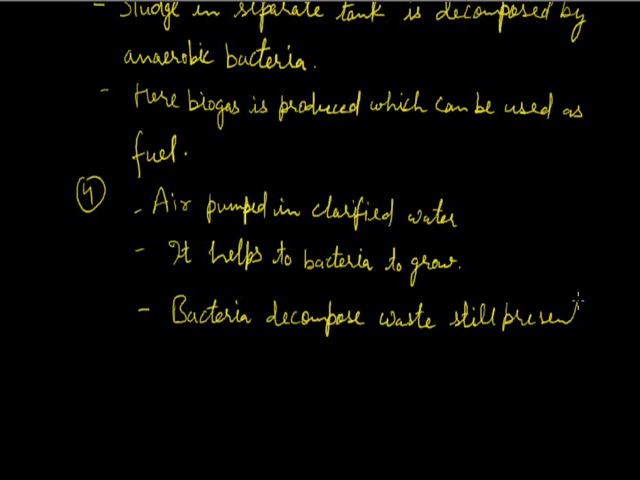 - Sludge in separate tank is decomposed by
anaerobic bacteria.
- Here biogas is produced which can be used as
fuel.
4
- Air pumped in clarified water
- It helps to bacteria to grow.
- Bacteria decompose waste still presen